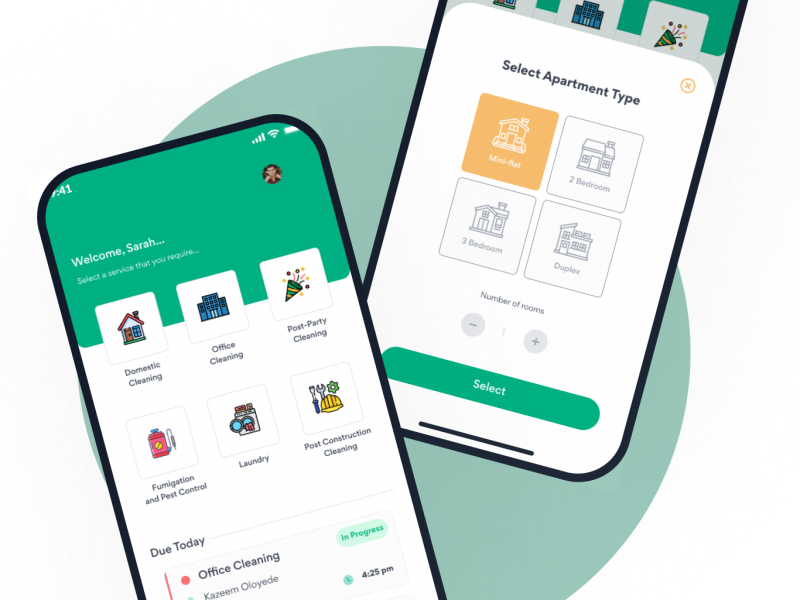 9:41
Welcome, Sarah...
Select a service that you require...
Domestic
Cleaning
Office
Cleaning
Post-Party
Cleaning
Fumigation
and Pest Control
Laundry
Post Construction
Cleaning
Due Today
Office Cleaning
In Progress
Kazeem Oloyede
4:25 pm
Select Apartment Type
Mini-flat
2 Bedroom
3 Bedroom
Duplex
Number of rooms
1
Select